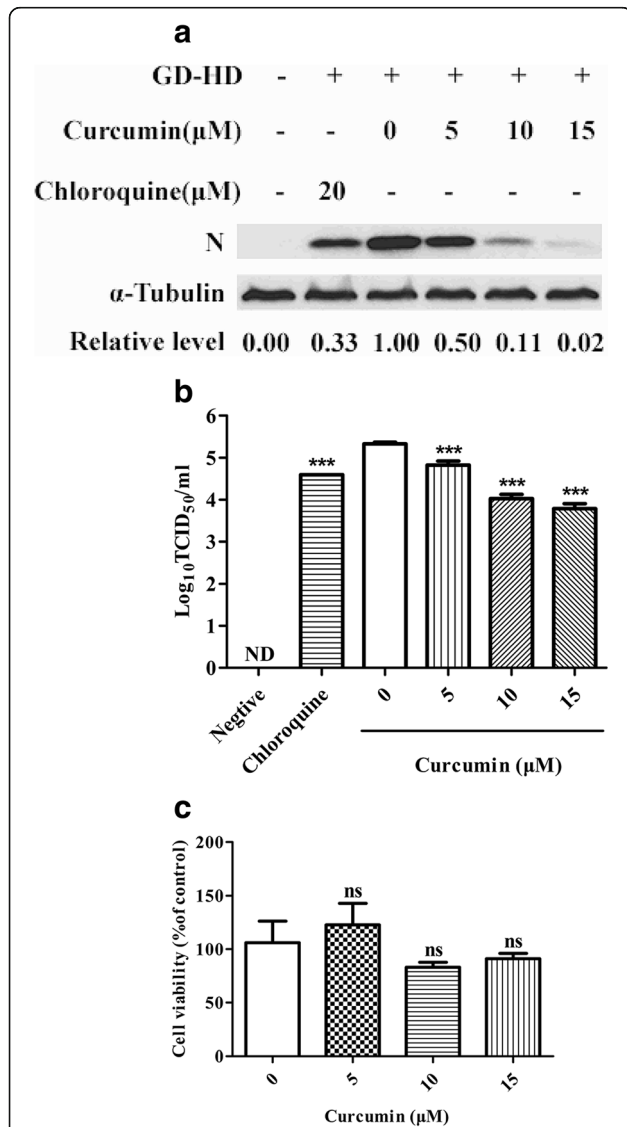 a
GD-HD - + + + + +
Curcumin(μM) - - 0 5 10 15
Chloroquine(μM) - 20 - - - -
N
α-Tubulin
Relative level 0.00 0.33 1.00 0.50 0.11 0.02
b
Log10TCID50/ml
6
5
4
3
2
1
0
ND
***
***
***
***
Negtive
Chloroquine
0
5
10
15
Curcumin (μM)
c
Cell viability (%of control)
200
150
100
50
0
ns
ns
ns
0
5
10
15
Curcumin (μM)